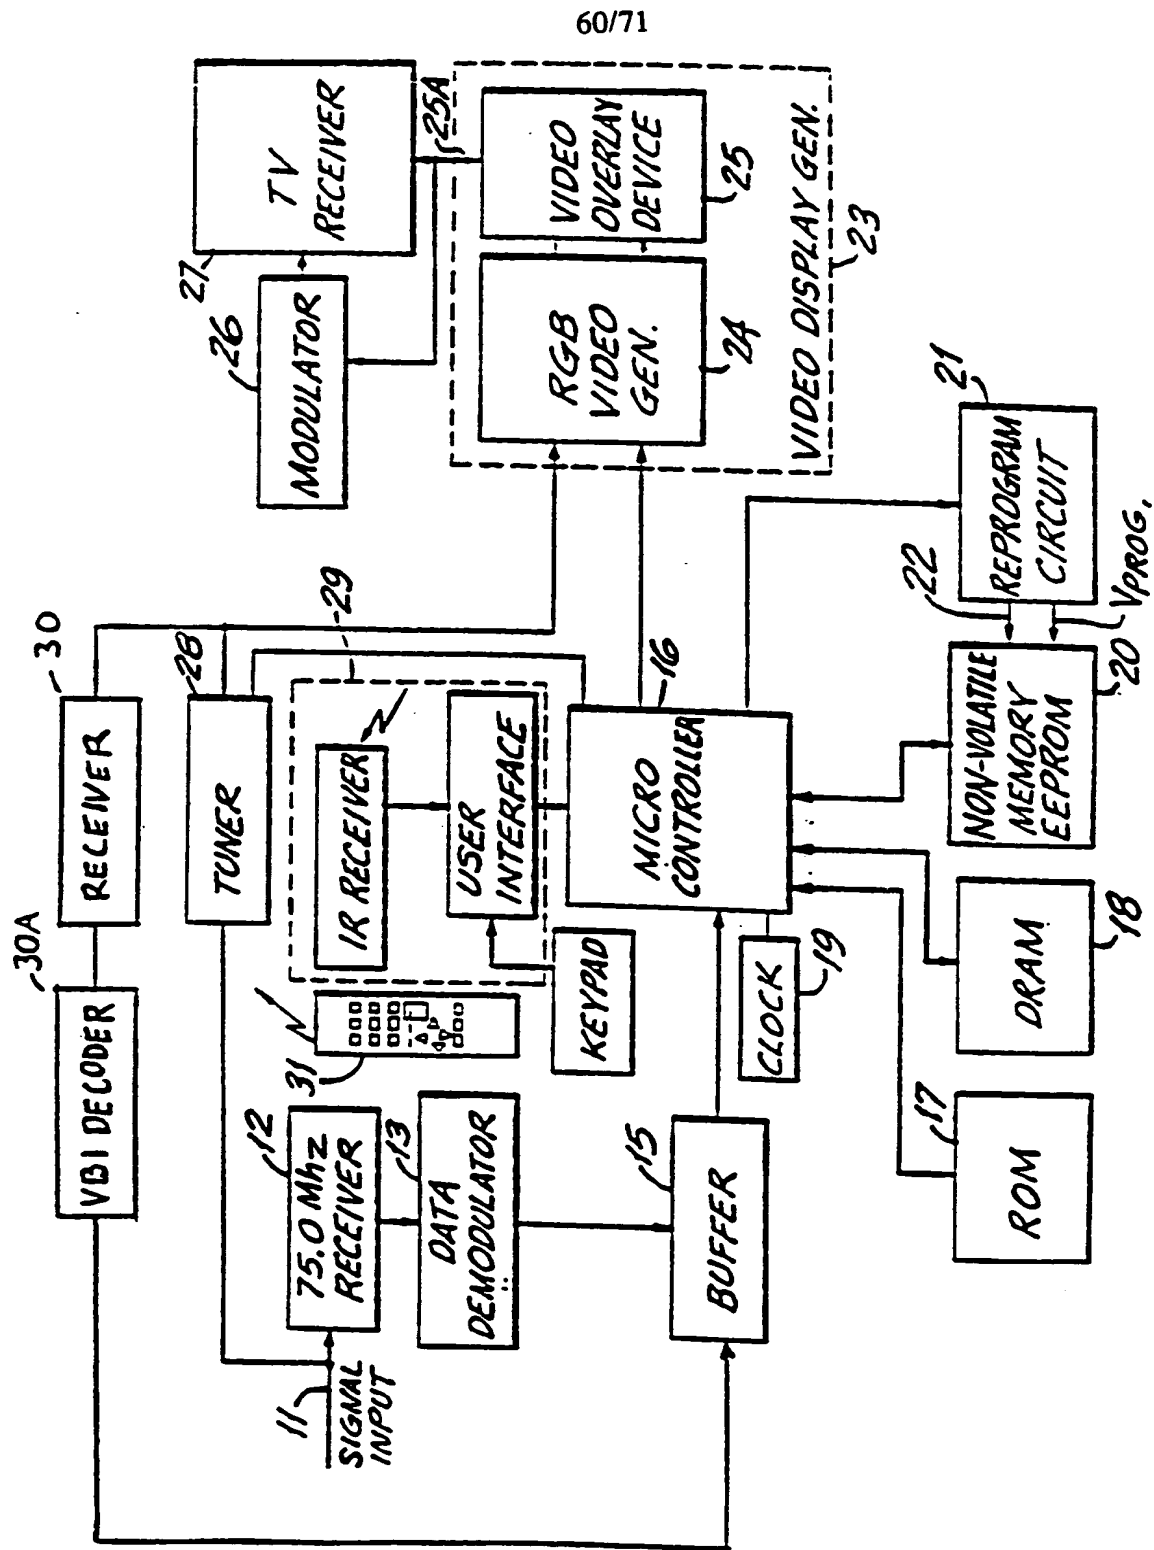 60/71
30A
VBI DECODER
30
RECEIVER
28
TUNER
29
IR RECEIVER
USER
INTERFACE
31
KEYPAD
12
75.0 Mhz
RECEIVER
13
DATA
DEMODULATOR
11
SIGNAL
INPUT
15
BUFFER
16
MICRO
CONTROLLER
CLOCK
19
17
ROM
DRAM
18
NON-VOLATILE
MEMORY
EEPROM
20
22
VPROG.
21
REPROGRAM
CIRCUIT
26
MODULATOR
27
TV
RECEIVER
25A
RGB
VIDEO
GEN.
24
VIDEO
OVERLAY
DEVICE
25
VIDEO DISPLAY GEN.
23